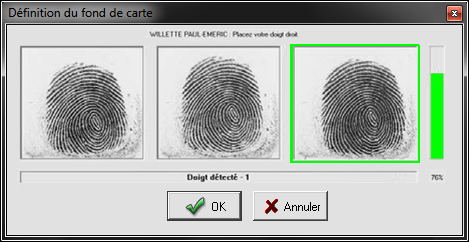 Définition du fond de carte
WILLETTE PAUL-EMERIC : Placez votre doigt droit
76%
Doigt détecté - 1
OK
Annuler